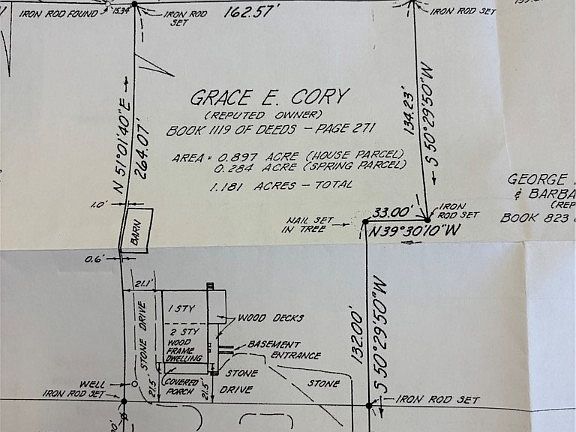 IRON ROD FOUND
15.34'
IRON ROD
SET
162.57'
IRON ROD SET
N 51°01'40" E
264.07'
134.23'
S 50°29'50" W
GRACE E. CORY
(REPUTED OWNER)
BOOK 1119 OF DEEDS - PAGE 271
AREA = 0.897 ACRE (HOUSE PARCEL)
0.284 ACRE (SPRING PARCEL)
1.181 ACRES - TOTAL
GEORGE
& BARBA
(REP
BOOK 823
1.0'
BARN
0.6'
NAIL SET
IN TREE
33.00'
N39°30'10"W
IRON
ROD SET
21.1'
STONE DRIVE
1 STY
2 STY
WOOD
FRAME
DWELLING
WOOD DECKS
BASEMENT
ENTRANCE
132.00'
S 50°29'50" W
WELL
IRON ROD SET
21.5'
COVERED
PORCH
21.5'
STONE
DRIVE
STONE
IRON ROD SET